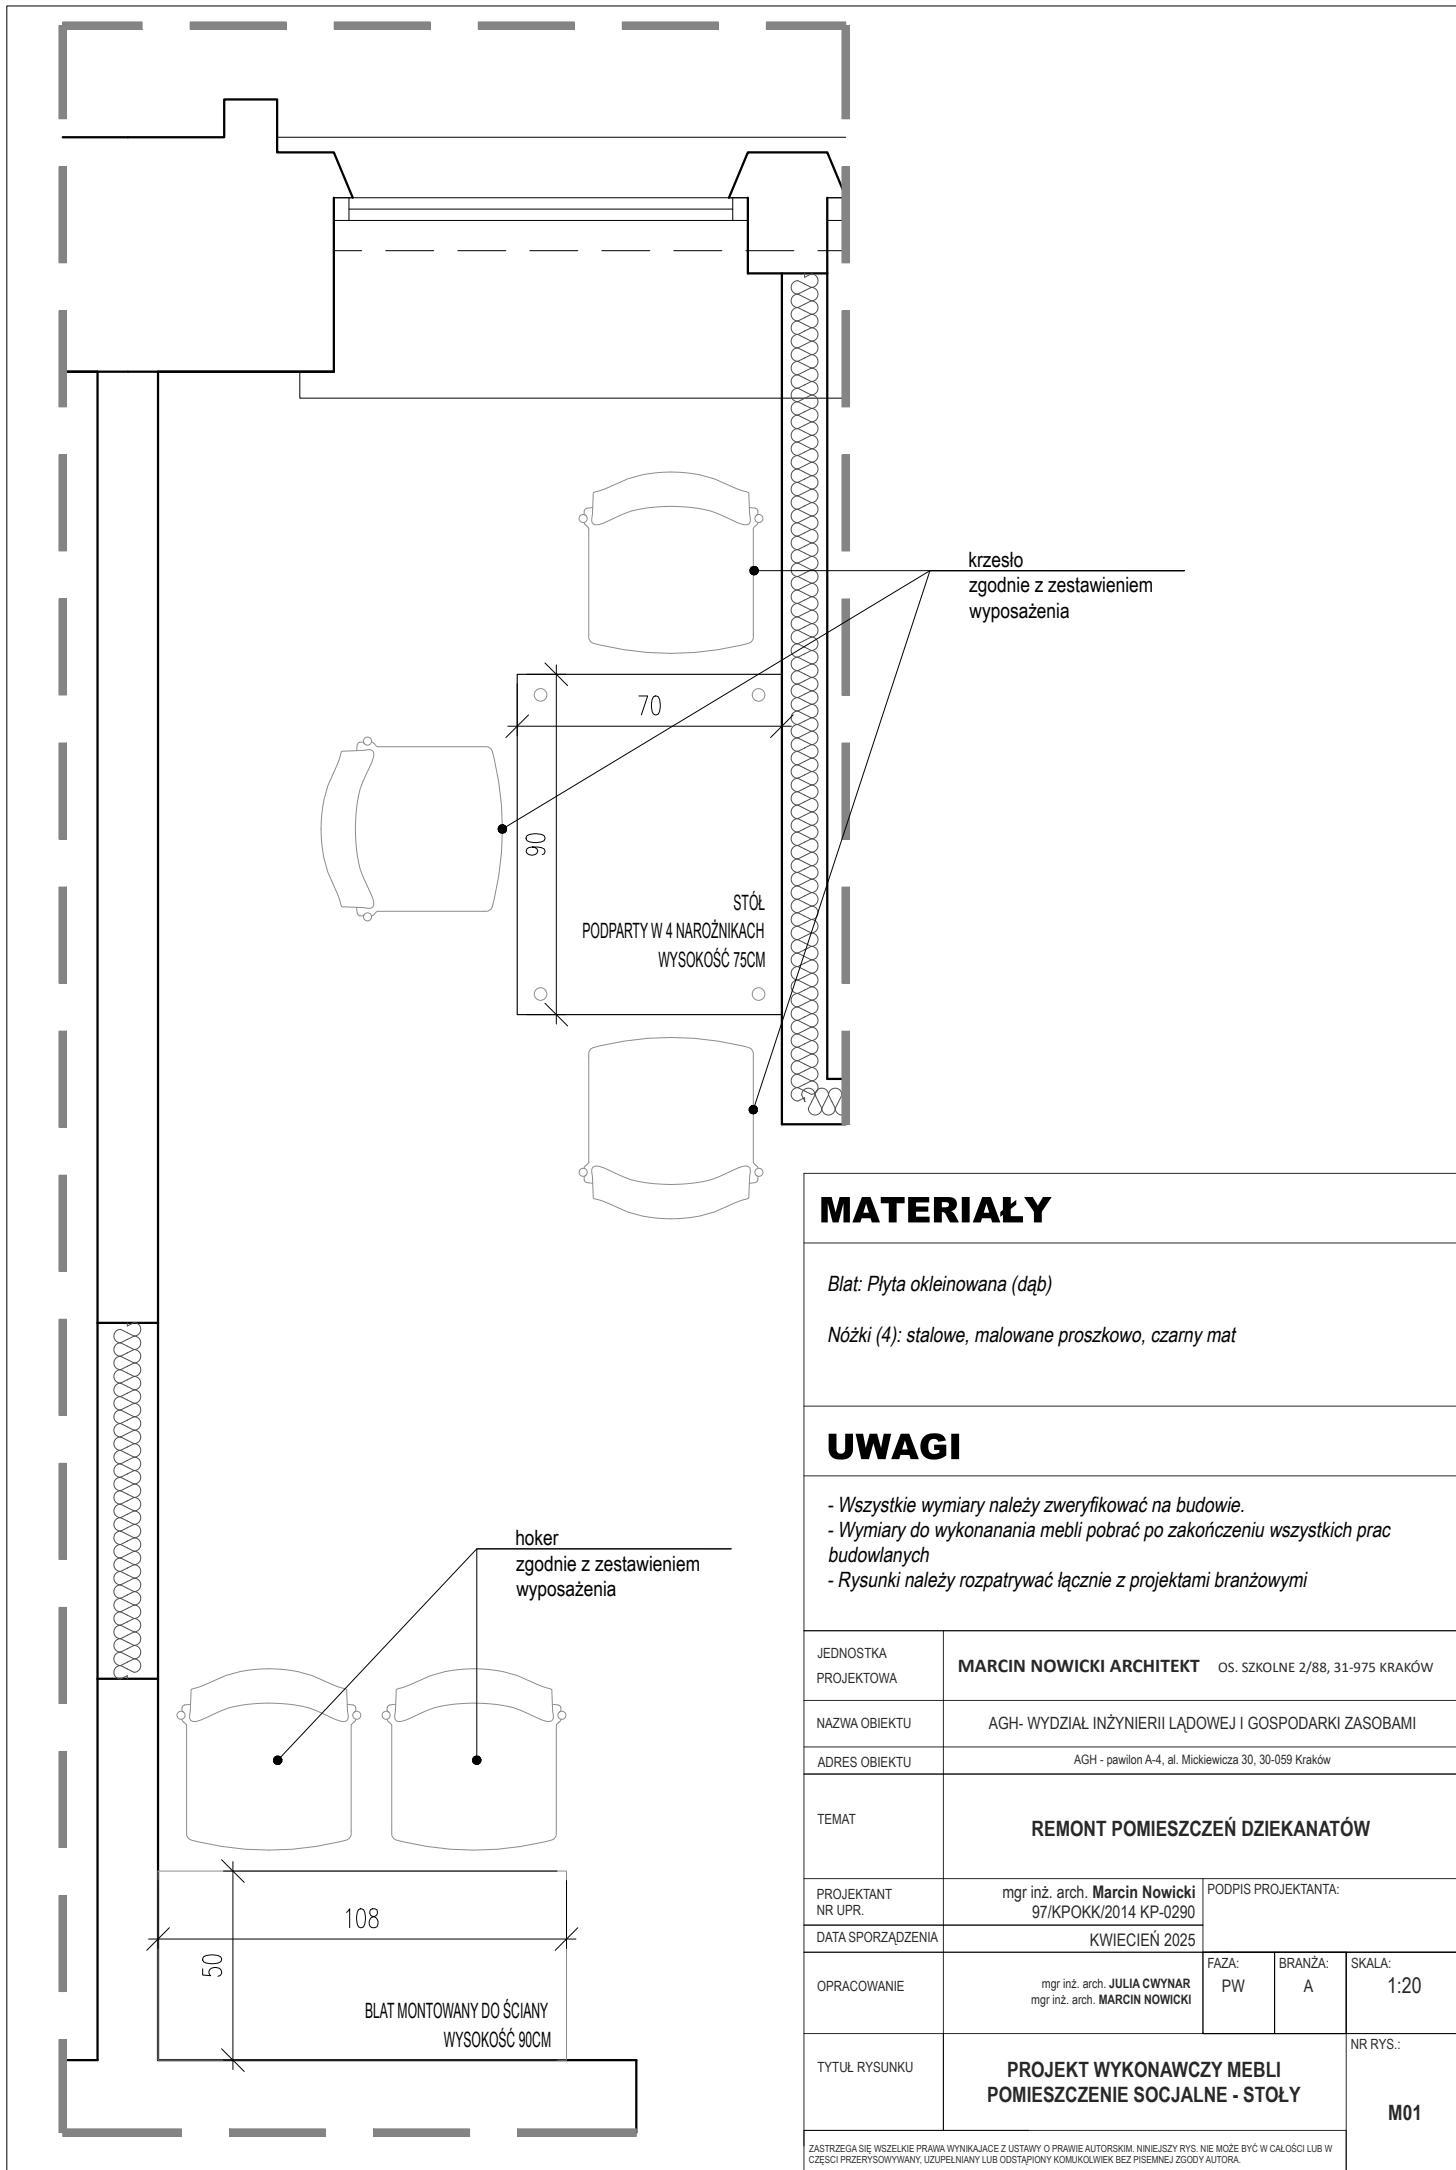 krzesło
zgodnie z zestawieniem
wyposażenia
70
90
STÓŁ
PODPARTY W 4 NAROŻNIKACH
WYSOKOŚĆ 75CM
hoker
zgodnie z zestawieniem
wyposażenia
108
50
BLAT MONTOWANY DO ŚCIANY
WYSOKOŚĆ 90CM
MATERIAŁY
Blat: Płyta okleinowana (dąb)
Nóżki (4): stalowe, malowane proszkowo, czarny mat
UWAGI
- Wszystkie wymiary należy zweryfikować na budowie.
- Wymiary do wykonanania mebli pobrać po zakończeniu wszystkich prac
budowlanych
- Rysunki należy rozpatrywać łącznie z projektami branżowymi
JEDNOSTKA
PROJEKTOWA
MARCIN NOWICKI ARCHITEKT OS. SZKOLNE 2/88, 31-975 KRAKÓW
NAZWA OBIEKTU
AGH- WYDZIAŁ INŻYNIERII LĄDOWEJ I GOSPODARKI ZASOBAMI
ADRES OBIEKTU
AGH - pawilon A-4, al. Mickiewicza 30, 30-059 Kraków
TEMAT
REMONT POMIESZCZEŃ DZIEKANATÓW
PROJEKTANT
NR UPR.
mgr inż. arch. Marcin Nowicki
97/KPOKK/2014 KP-0290
PODPIS PROJEKTANTA:
DATA SPORZĄDZENIA
KWIECIEŃ 2025
OPRACOWANIE
mgr inż. arch. JULIA CWYNAR
mgr inż. arch. MARCIN NOWICKI
FAZA:
PW
BRANŻA:
A
SKALA:
1:20
TYTUŁ RYSUNKU
PROJEKT WYKONAWCZY MEBLI
POMIESZCZENIE SOCJALNE - STOŁY
NR RYS.:
M01
ZASTRZEGA SIĘ WSZELKIE PRAWA WYNIKAJACE Z USTAWY O PRAWIE AUTORSKIM. NINIEJSZY RYS. NIE MOŻE BYĆ W CAŁOŚCI LUB W
CZĘSCI PRZERYSOWYWANY, UZUPEŁNIANY LUB ODSTĄPIONY KOMUKOLWIEK BEZ PISEMNEJ ZGODY AUTORA.